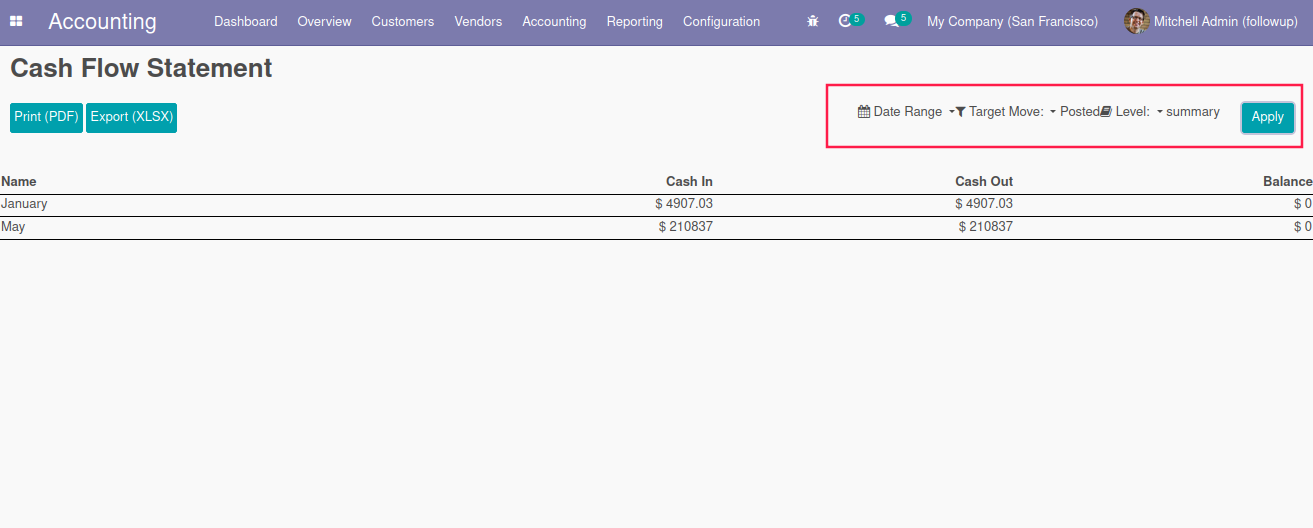 Accounting Dashboard Overview Customers Vendors Accounting Reporting Configuration 5 5 My Company (San Francisco) Mitchell Admin (followup)
Cash Flow Statement
Print (PDF) Export (XLSX) Date Range Target Move: Posted Level: summary Apply
Name Cash In Cash Out Balance
January $ 4907.03 $ 4907.03 $ 0
May $ 210837 $ 210837 $ 0